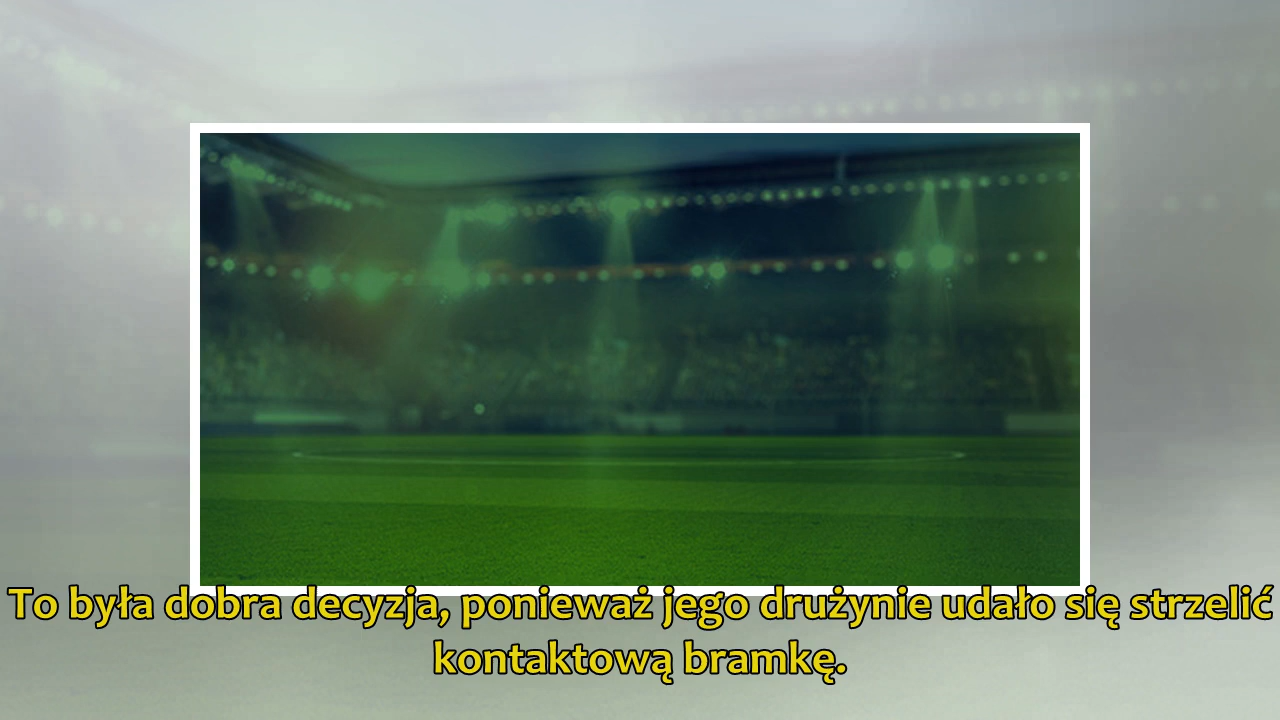 To była dobra decyzja, ponieważ jego drużynie udało się strzelić
kontaktową bramkę.